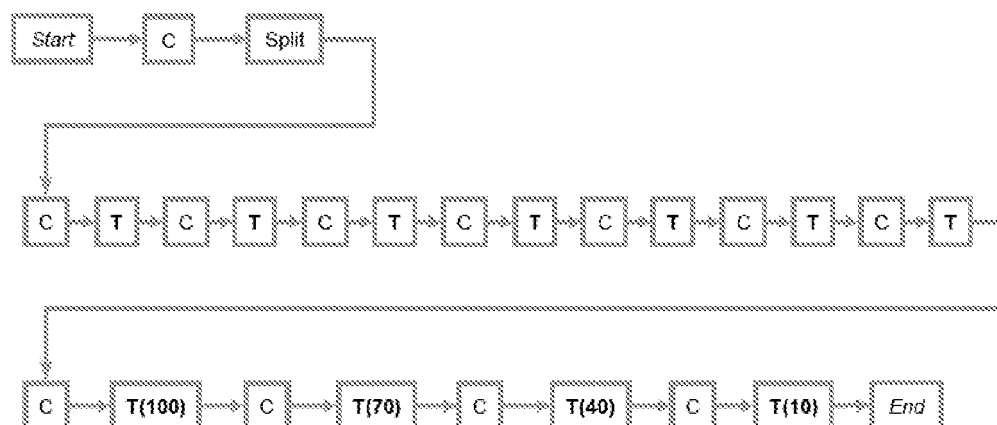 Start C Split
C T C T C T C T C T C T C T
C T(100) C T(70) C T(40) C T(10) End